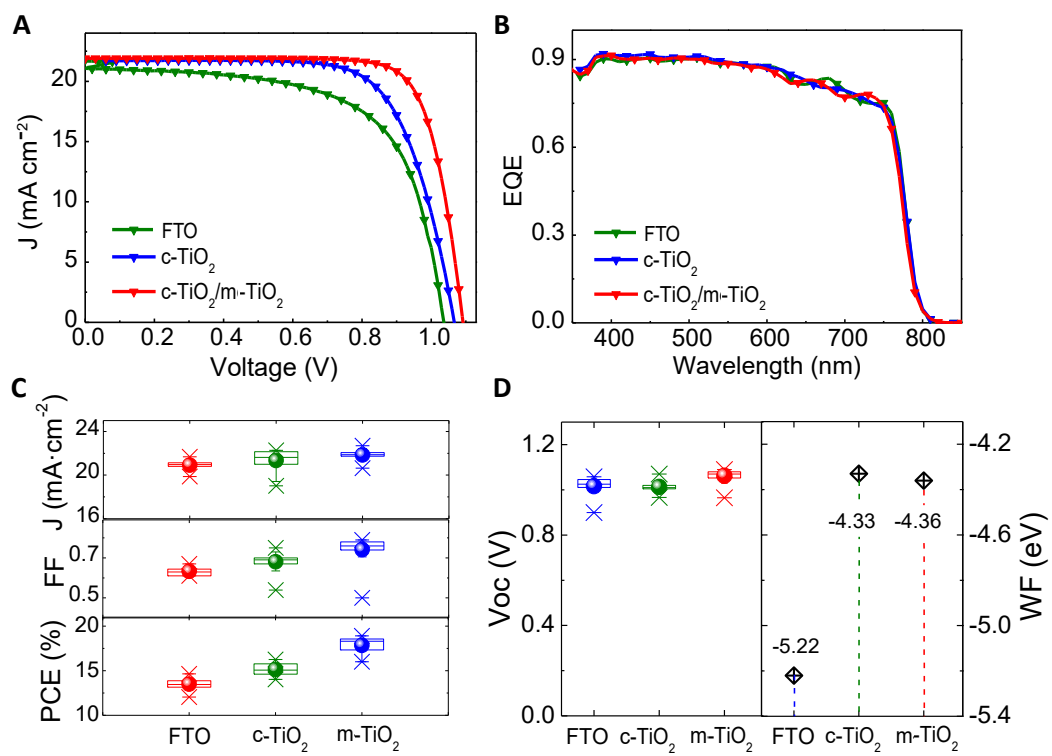 A
J (mA cm⁻²)
20
15
10
5
0
FTO
c-TiO₂
c-TiO₂/m-TiO₂
0.0 0.2 0.4 0.6 0.8 1.0
Voltage (V)
B
EQE
0.9
0.6
0.3
0.0
FTO
c-TiO₂
c-TiO₂/m-TiO₂
400 500 600 700 800
Wavelength (nm)
C
J (mA·cm⁻²)
24
20
16
FF
0.7
0.5
PCE (%)
20
15
10
FTO c-TiO₂ m-TiO₂
D
Voc (V)
1.2
0.8
0.4
0.0
FTO c-TiO₂ m-TiO₂
-5.22
-4.33
-4.36
FTO c-TiO₂ m-TiO₂
-4.2
-4.6
-5.0
-5.4
WF (eV)